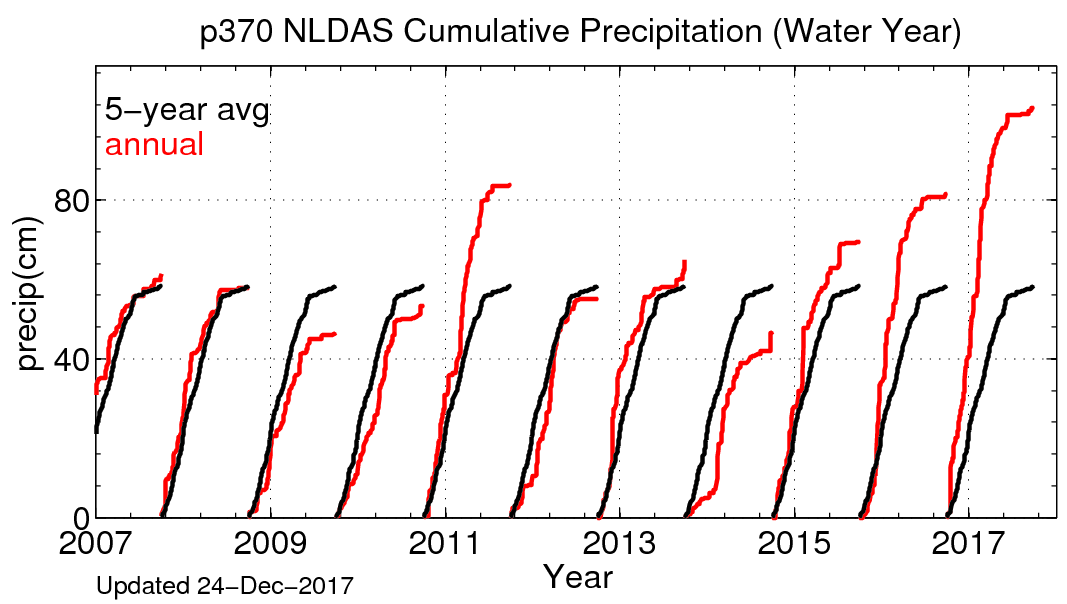 p370 NLDAS Cumulative Precipitation (Water Year)
5−year avg
annual
precip(cm)
80
40
0
2007 2009 2011 2013 2015 2017
Year
Updated 24−Dec−2017